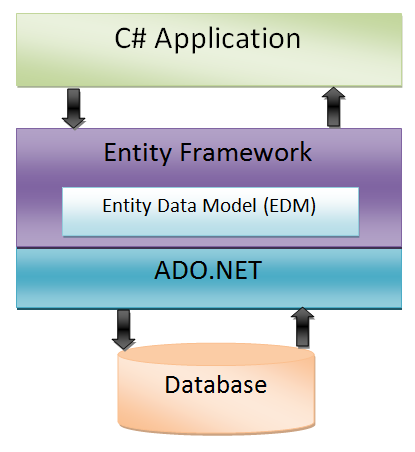 C# Application
Entity Framework
Entity Data Model (EDM)
ADO.NET
Database